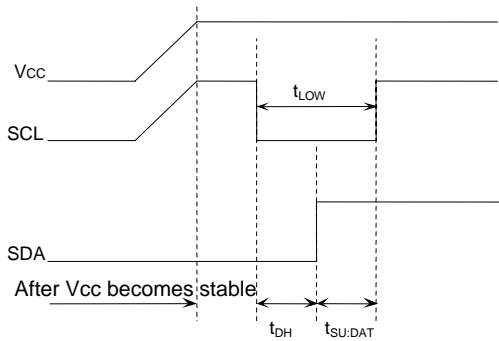 Vcc
tLOW
SCL
SDA
After Vcc becomes stable
tDH
tSU:DAT